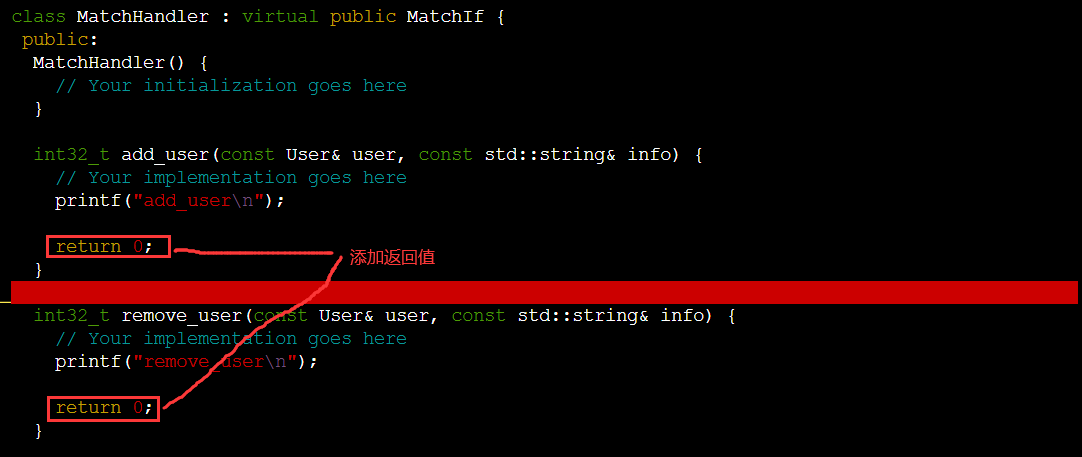 class MatchHandler : virtual public MatchIf {
public:
MatchHandler() {
// Your initialization goes here
}
int32_t add_user(const User& user, const std::string& info) {
// Your implementation goes here
printf("add_user\n");
return 0;
添加返回值
}
int32_t remove_user(const User& user, const std::string& info) {
// Your implementation goes here
printf("remove_user\n");
return 0;
}